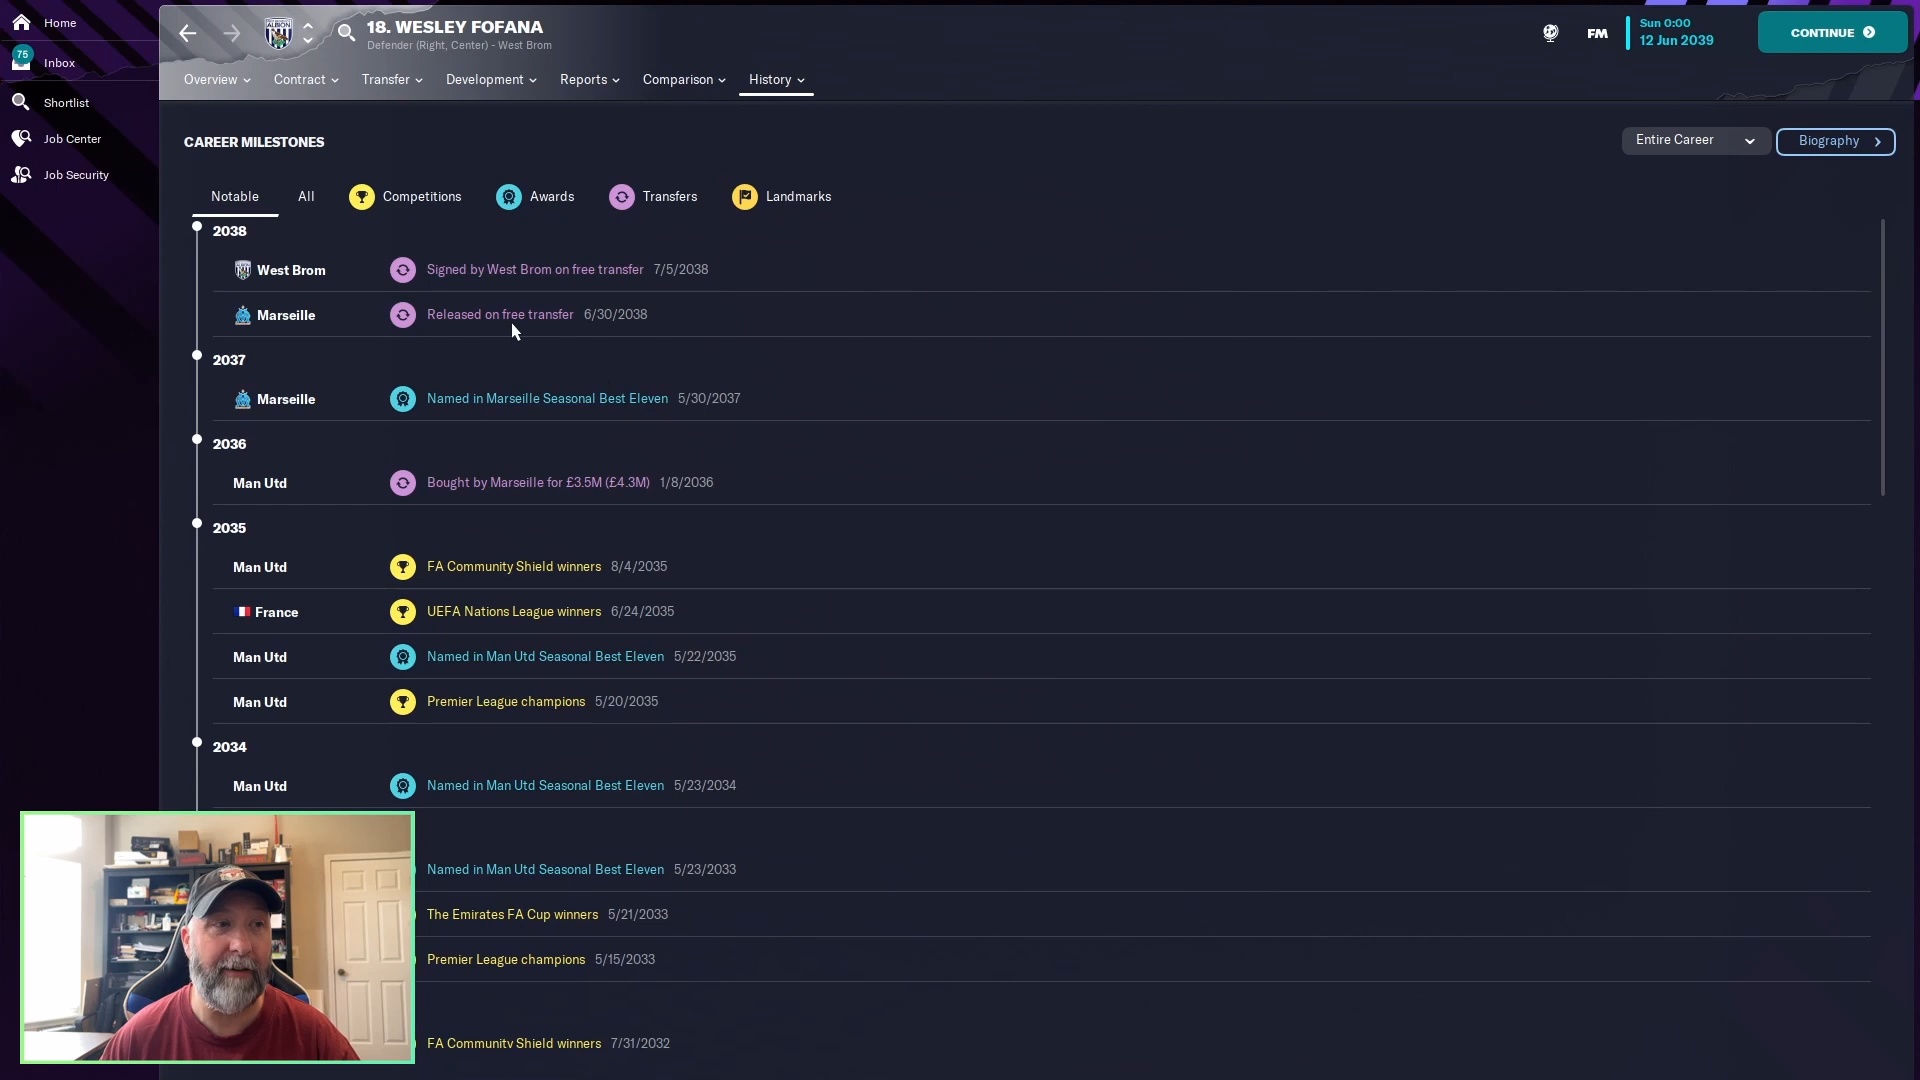 Home
75
Inbox
Shortlist
Job Center
Job Security
ALBION
18. WESLEY FOFANA
Defender (Right, Center) - West Brom
FM
Sun 0:00
12 Jun 2039
CONTINUE
Overview
Contract
Transfer
Development
Reports
Comparison
History
CAREER MILESTONES
Entire Career
Biography
Notable
All
Competitions
Awards
Transfers
Landmarks
2038
West Brom Signed by West Brom on free transfer 7/5/2038
Marseille Released on free transfer 6/30/2038
2037
Marseille Named in Marseille Seasonal Best Eleven 5/30/2037
2036
Man Utd Bought by Marseille for £3.5M (£4.3M) 1/8/2036
2035
Man Utd FA Community Shield winners 8/4/2035
France UEFA Nations League winners 6/24/2035
Man Utd Named in Man Utd Seasonal Best Eleven 5/22/2035
Man Utd Premier League champions 5/20/2035
2034
Man Utd Named in Man Utd Seasonal Best Eleven 5/23/2034
Named in Man Utd Seasonal Best Eleven 5/23/2033
The Emirates FA Cup winners 5/21/2033
Premier League champions 5/15/2033
FA Community Shield winners 7/31/2032